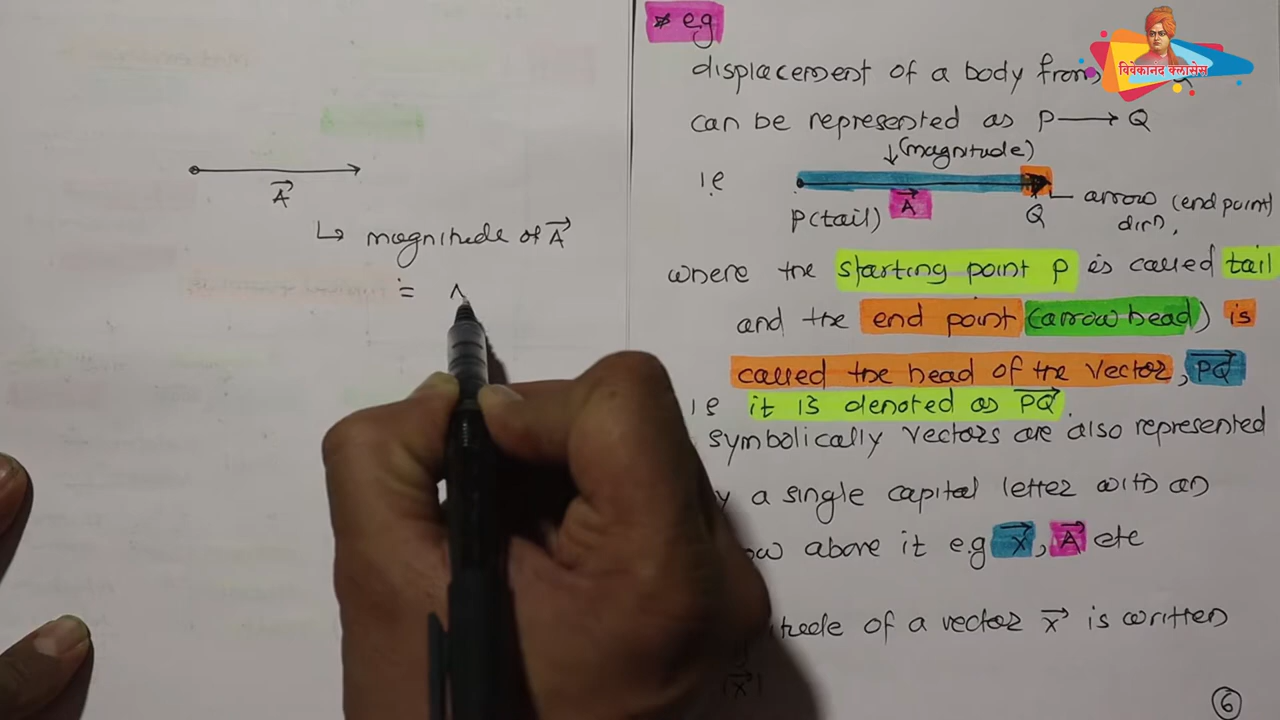 A⃗
↳ magnitude of A⃗
=
* e.g
विवेकानंद क्लासेस
displacement of a body from
can be represented as P → Q
↓(magnitude)
i.e
A⃗
P(tail)
Q
arrow (end point)
dirn,
where the starting point P is called tail
and the end point (arrow head) is
called the head of the vector, P⃗Q⃗
ie it is denoted as P⃗Q⃗
symbolically vectors are also represented
a single capital letter with an
above it e.g X⃗, A⃗ etc
of a vector X⃗ is written
|X⃗|
6